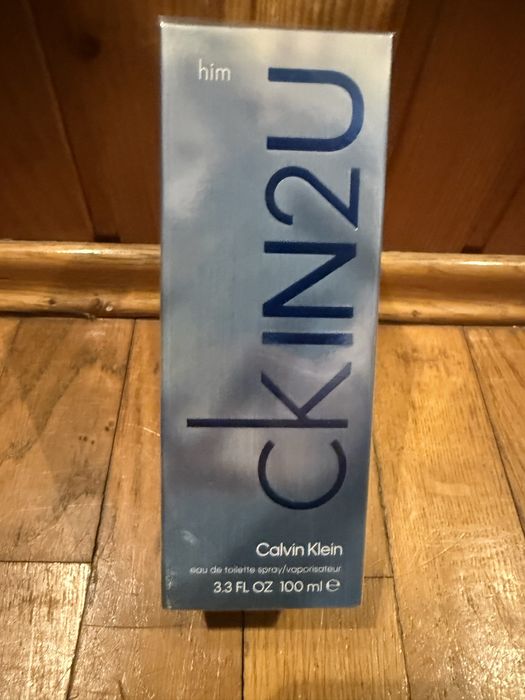 him
ckIN2U
Calvin Klein
eau de toilette spray/vaporisateur
3.3 FL OZ 100 ml ℮